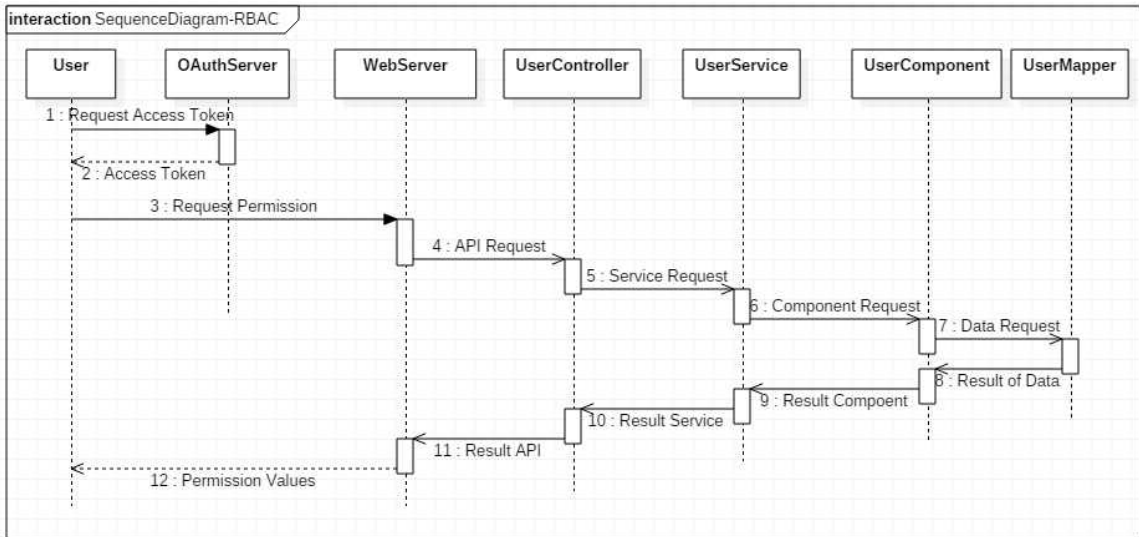 interaction SequenceDiagram-RBAC
User
OAuthServer
WebServer
UserController
UserService
UserComponent
UserMapper
1 : Request Access Token
2 : Access Token
3 : Request Permission
4 : API Request
5 : Service Request
6 : Component Request
7 : Data Request
8 : Result of Data
9 : Result Compoent
10 : Result Service
11 : Result API
12 : Permission Values